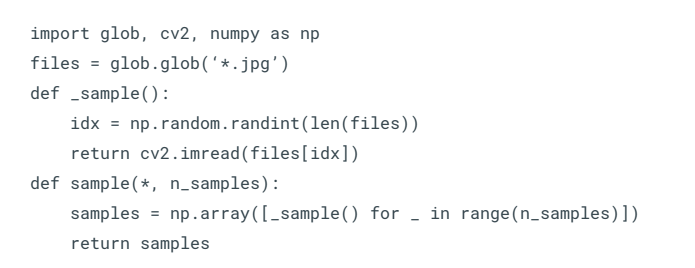 import glob, cv2, numpy as np
files = glob.glob(‘*.jpg’)
def _sample():
    idx = np.random.randint(len(files))
    return cv2.imread(files[idx])
def sample(*, n_samples):
    samples = np.array([_sample() for _ in range(n_samples)])
    return samples